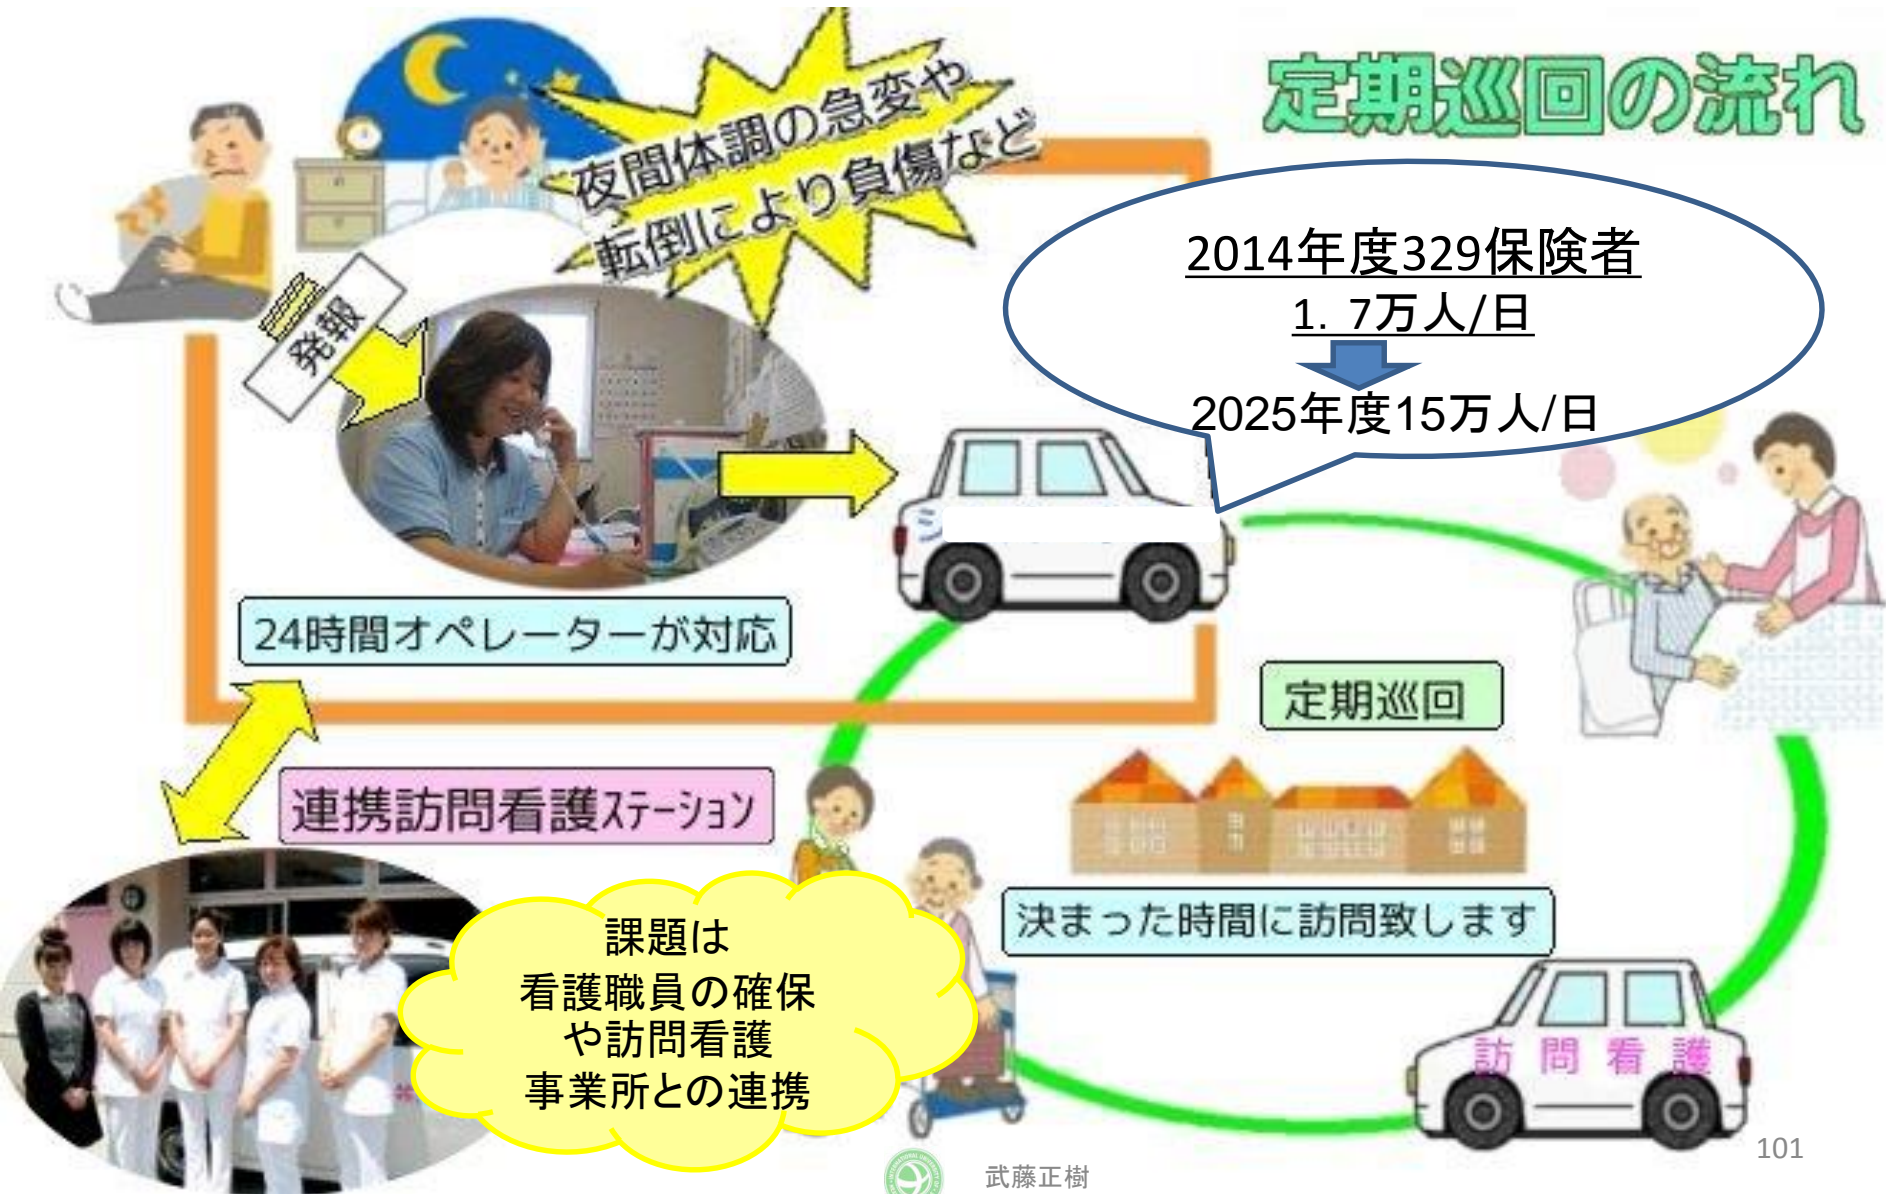 定期巡回の流れ
夜間体調の急変や
転倒により負傷など
2014年度329保険者
1. 7万人/日
2025年度15万人/日
発報
24時間オペレーターが対応
定期巡回
連携訪問看護ステーション
決まった時間に訪問致します
課題は
看護職員の確保
や訪問看護
事業所との連携
訪問看護
101
武藤正樹